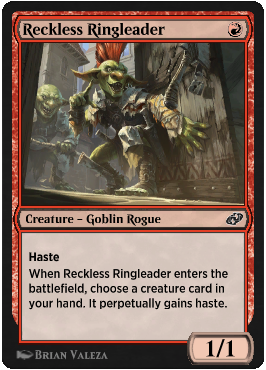 Reckless Ringleader
Creature – Goblin Rogue
Haste
When Reckless Ringleader enters the
battlefield, choose a creature card in
your hand. It perpetually gains haste.
Brian Valeza
1/1